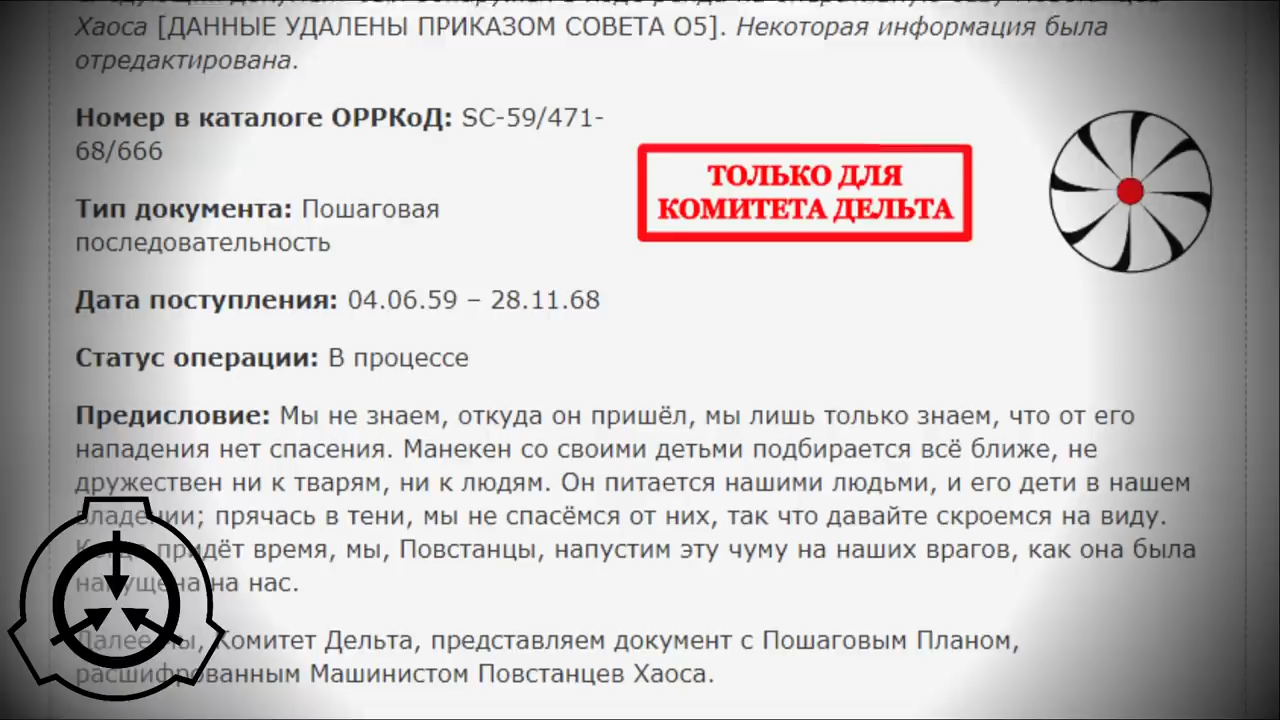 Хаоса [ДАННЫЕ УДАЛЕНЫ ПРИКАЗОМ СОВЕТА О5]. Некоторая информация была
отредактирована.
Номер в каталоге ОРРКоД: SC-59/471-
68/666
ТОЛЬКО ДЛЯ
КОМИТЕТА ДЕЛЬТА
Тип документа: Пошаговая
последовательность
Дата поступления: 04.06.59 – 28.11.68
Статус операции: В процессе
Предисловие: Мы не знаем, откуда он пришёл, мы лишь только знаем, что от его
нападения нет спасения. Манекен со своими детьми подбирается всё ближе, не
дружествен ни к тварям, ни к людям. Он питается нашими людьми, и его дети в нашем
владении; прячась в тени, мы не спасёмся от них, так что давайте скроемся на виду.
Когда придёт время, мы, Повстанцы, напустим эту чуму на наших врагов, как она была
напущена на нас.
Далее мы, Комитет Дельта, представляем документ с Пошаговым Планом,
расшифрованным Машинистом Повстанцев Хаоса.